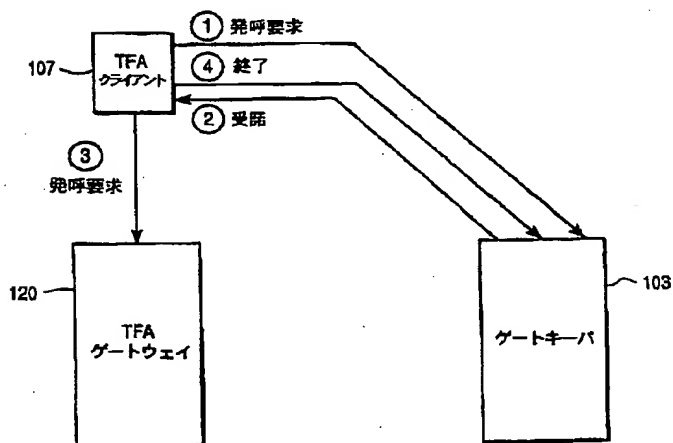 ① 発呼要求
107
TFA
クライアント
④ 終了
② 受諾
③
発呼要求
120
TFA
ゲートウェイ
103
ゲートキーパ